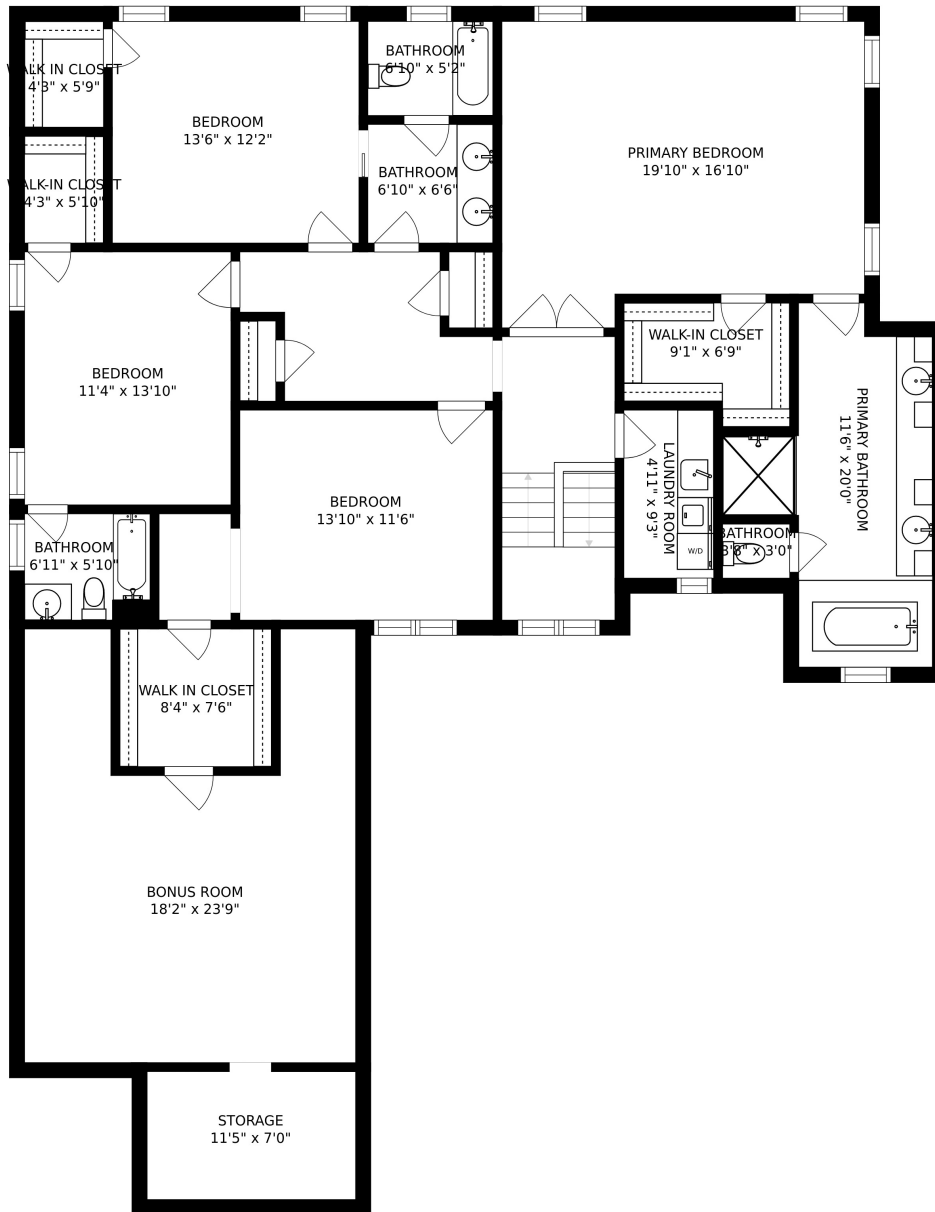 BATHROOM
6'10" x 5'2"
WALK IN CLOSET
4'3" x 5'9"
BEDROOM
13'6" x 12'2"
PRIMARY BEDROOM
19'10" x 16'10"
BATHROOM
6'10" x 6'6"
WALK-IN CLOSET
4'3" x 5'10"
WALK-IN CLOSET
9'1" x 6'9"
BEDROOM
11'4" x 13'10"
PRIMARY BATHROOM
11'6" x 20'0"
LAUNDRY ROOM
4'11" x 9'3"
BEDROOM
13'10" x 11'6"
BATHROOM
3'8" x 3'0"
W/D
BATHROOM
6'11" x 5'10"
WALK IN CLOSET
8'4" x 7'6"
BONUS ROOM
18'2" x 23'9"
STORAGE
11'5" x 7'0"